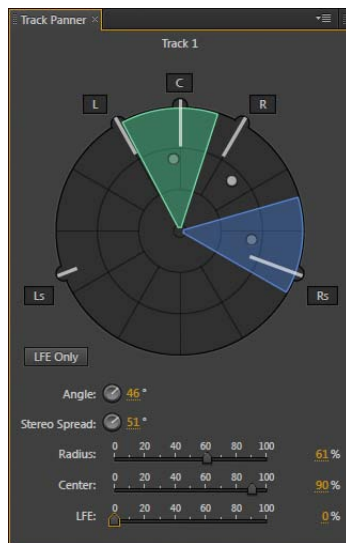 Track Panner ×
Track 1
C
L
R
Ls
Rs
LFE Only
Angle: 46 °
Stereo Spread: 51 °
Radius: 0 20 40 60 80 100 61 %
Center: 0 20 40 60 80 100 90 %
LFE: 0 20 40 60 80 100 0 %